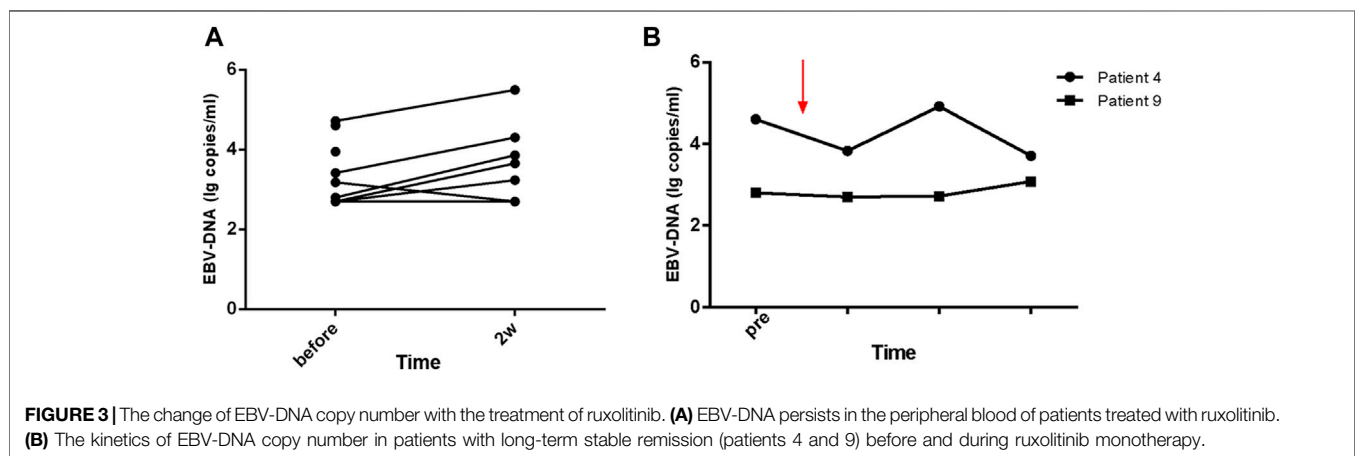 A
6
4
2
0
EBV-DNA (lg copies/ml)
before
2w
Time
B
6
4
2
0
EBV-DNA (lg copies/ml)
pre
Time
Patient 4
Patient 9
FIGURE 3 | The change of EBV-DNA copy number with the treatment of ruxolitinib. (A) EBV-DNA persists in the peripheral blood of patients treated with ruxolitinib.
(B) The kinetics of EBV-DNA copy number in patients with long-term stable remission (patients 4 and 9) before and during ruxolitinib monotherapy.